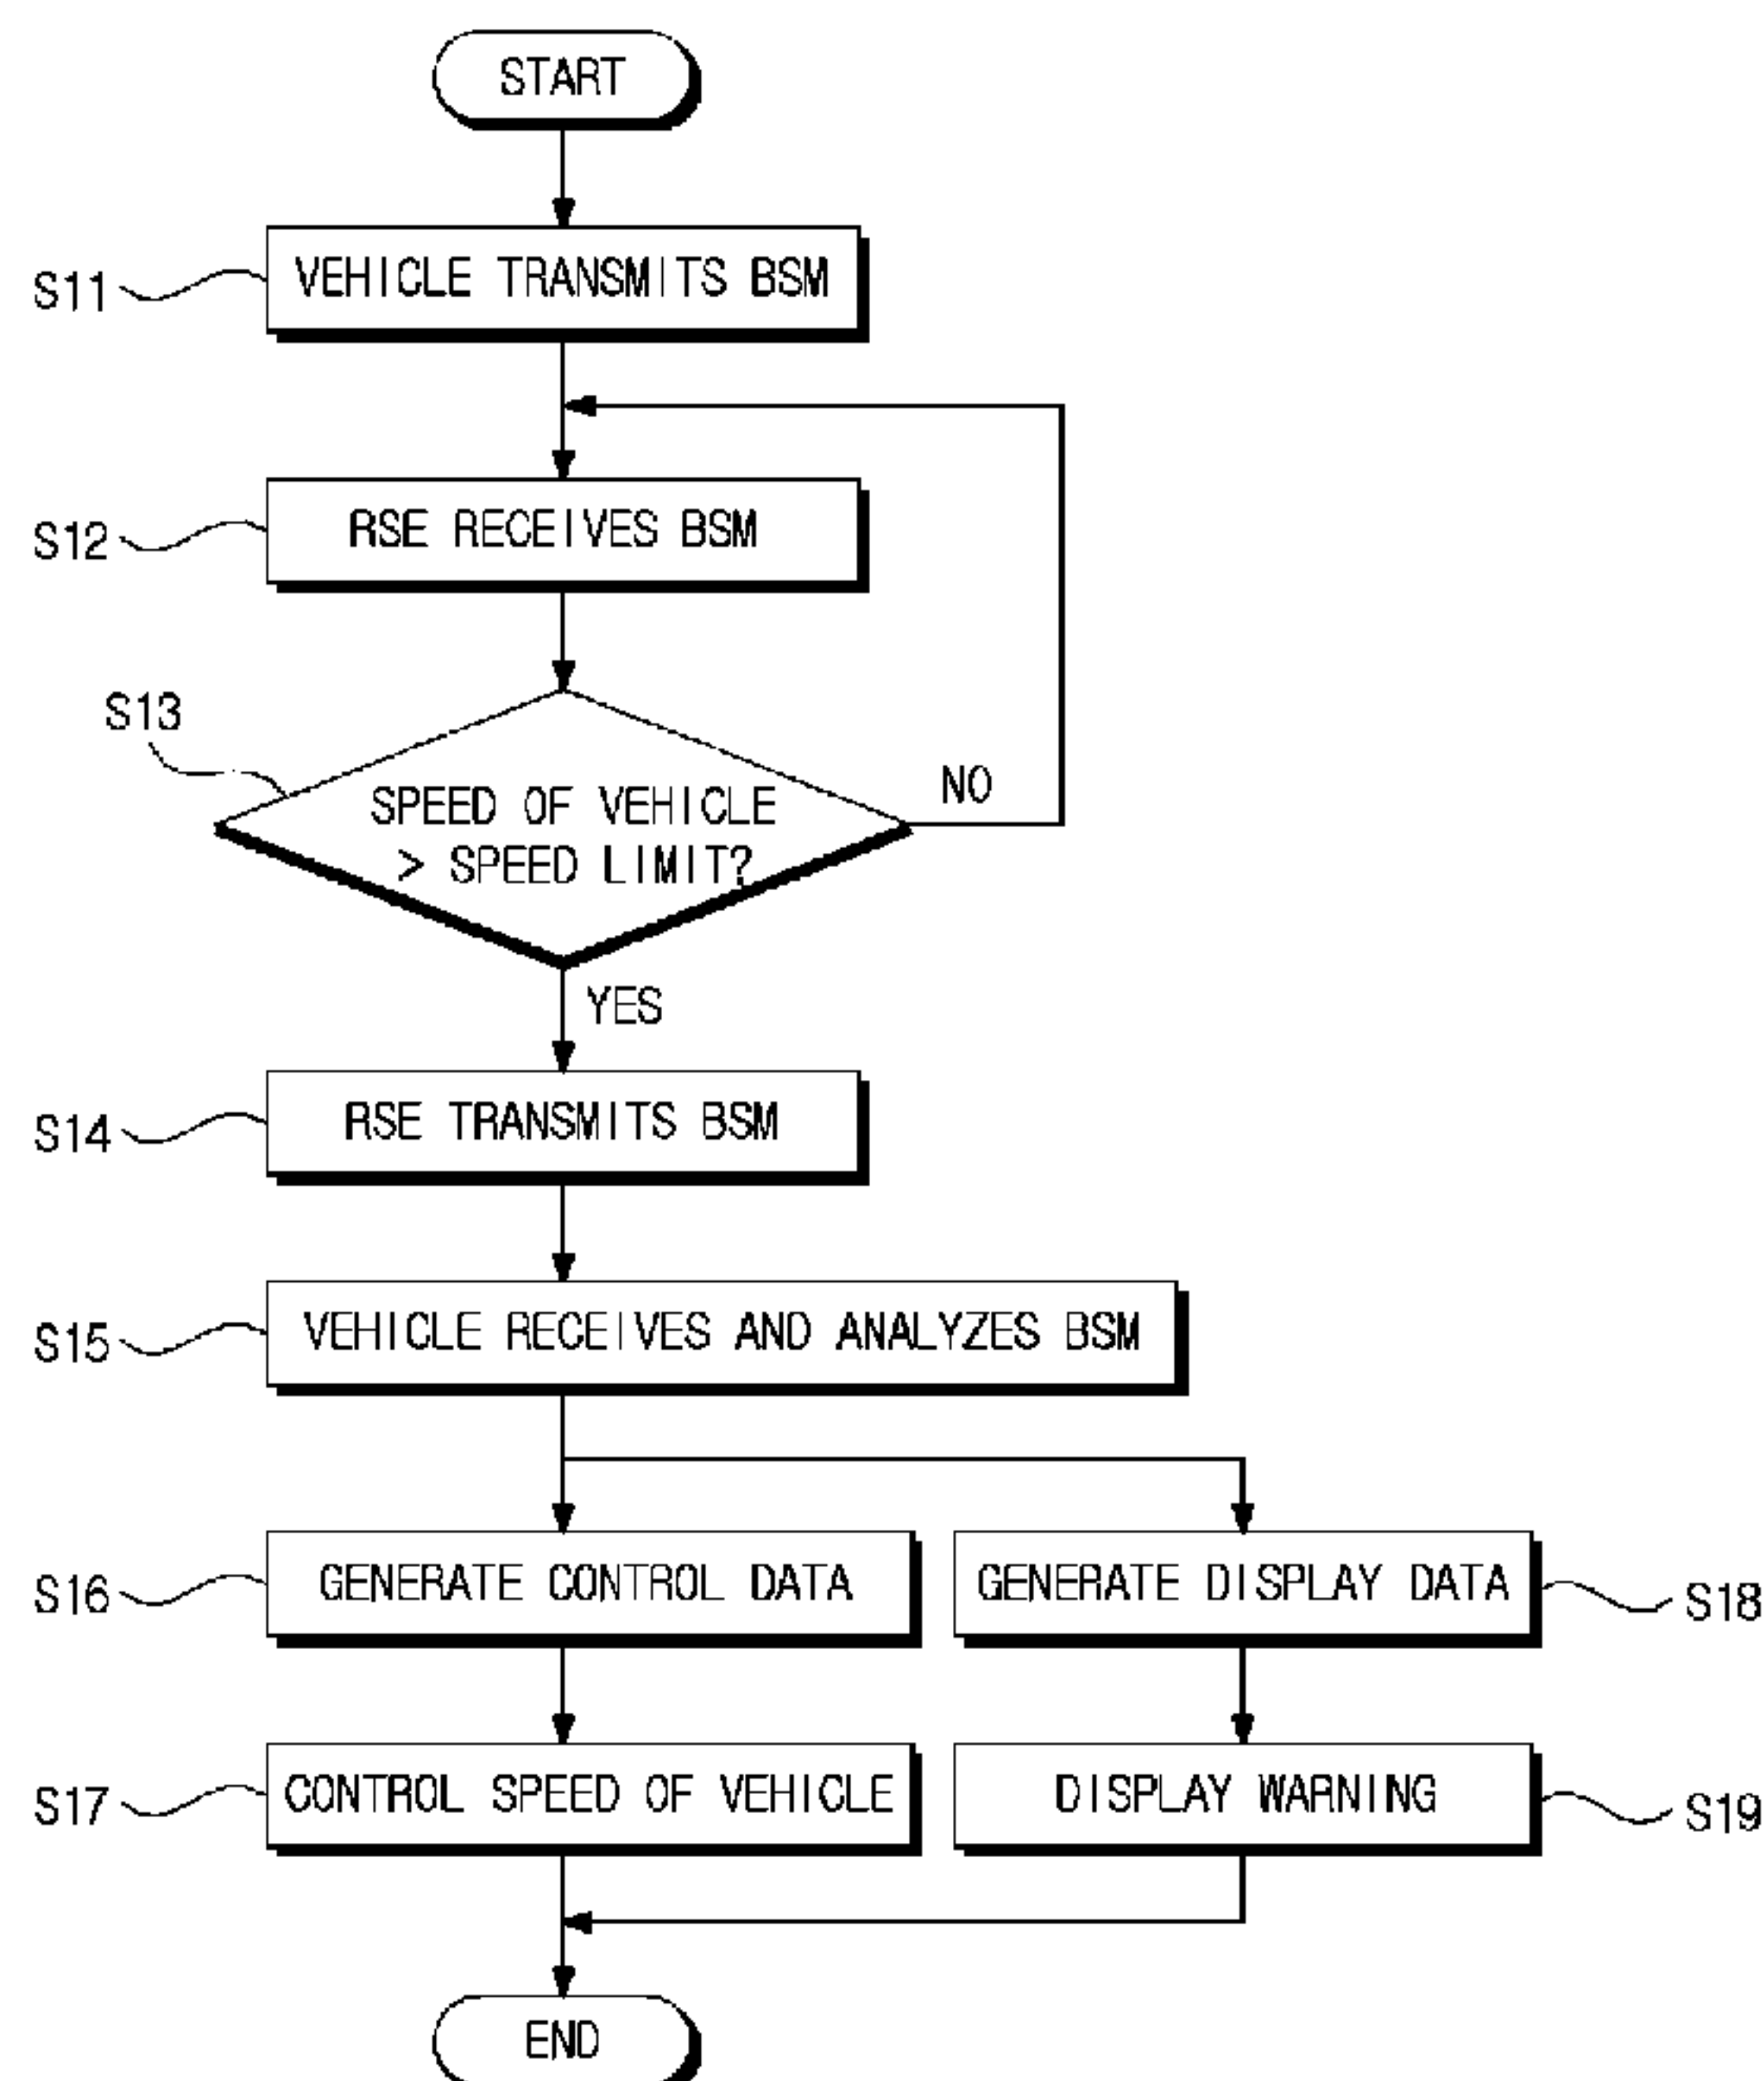 START
S11
VEHICLE TRANSMITS BSM
S12
RSE RECEIVES BSM
S13
SPEED OF VEHICLE
> SPEED LIMIT?
NO
YES
S14
RSE TRANSMITS BSM
S15
VEHICLE RECEIVES AND ANALYZES BSM
S16
GENERATE CONTROL DATA
GENERATE DISPLAY DATA
S18
S17
CONTROL SPEED OF VEHICLE
DISPLAY WARNING
S19
END